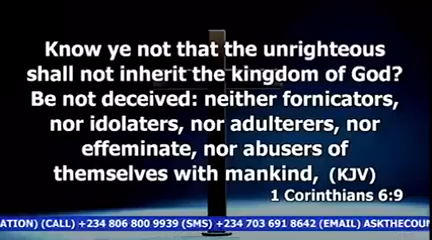 Know ye not that the unrighteous
shall not inherit the kingdom of God?
Be not deceived: neither fornicators,
nor idolaters, nor adulterers, nor
effeminate, nor abusers of
themselves with mankind, (KJV)
1 Corinthians 6:9
ATION) (CALL) +234 806 800 9939 (SMS) +234 703 691 8642 (EMAIL) ASKTHECOUN